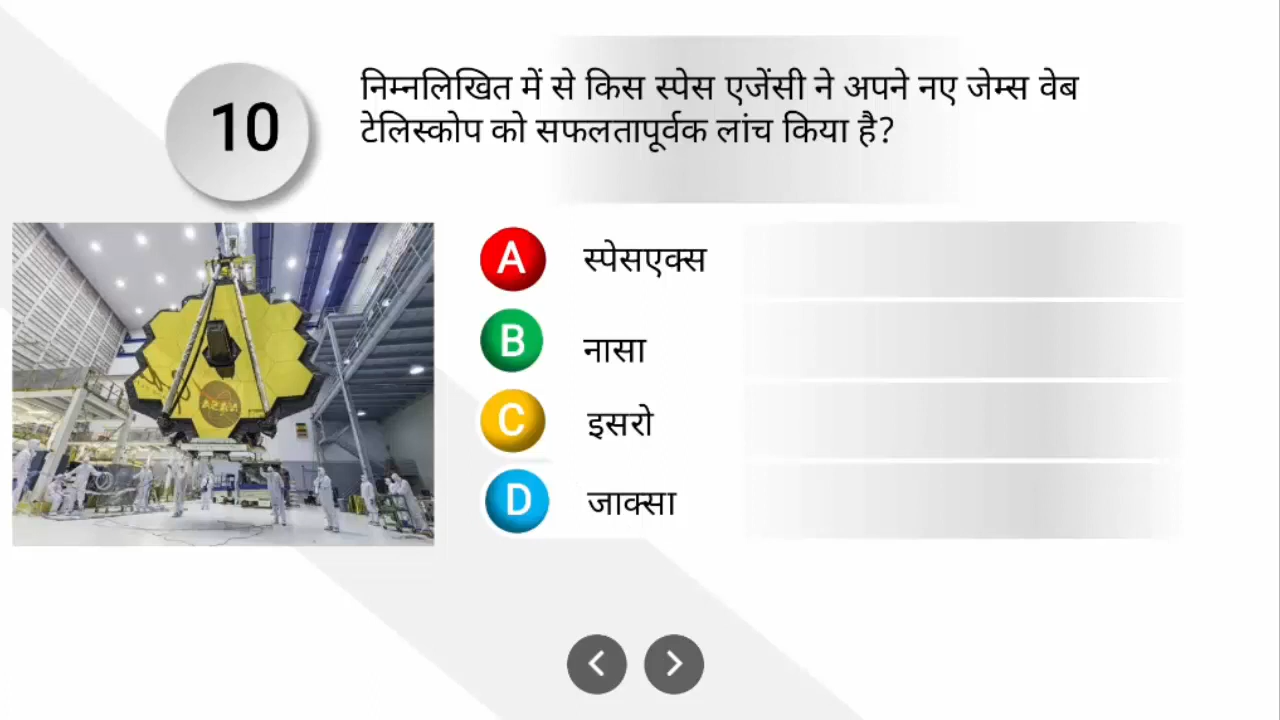 10
निम्नलिखित में से किस स्पेस एजेंसी ने अपने नए जेम्स वेब
टेलिस्कोप को सफलतापूर्वक लांच किया है?
A स्पेसएक्स
B नासा
C इसरो
D जाक्सा